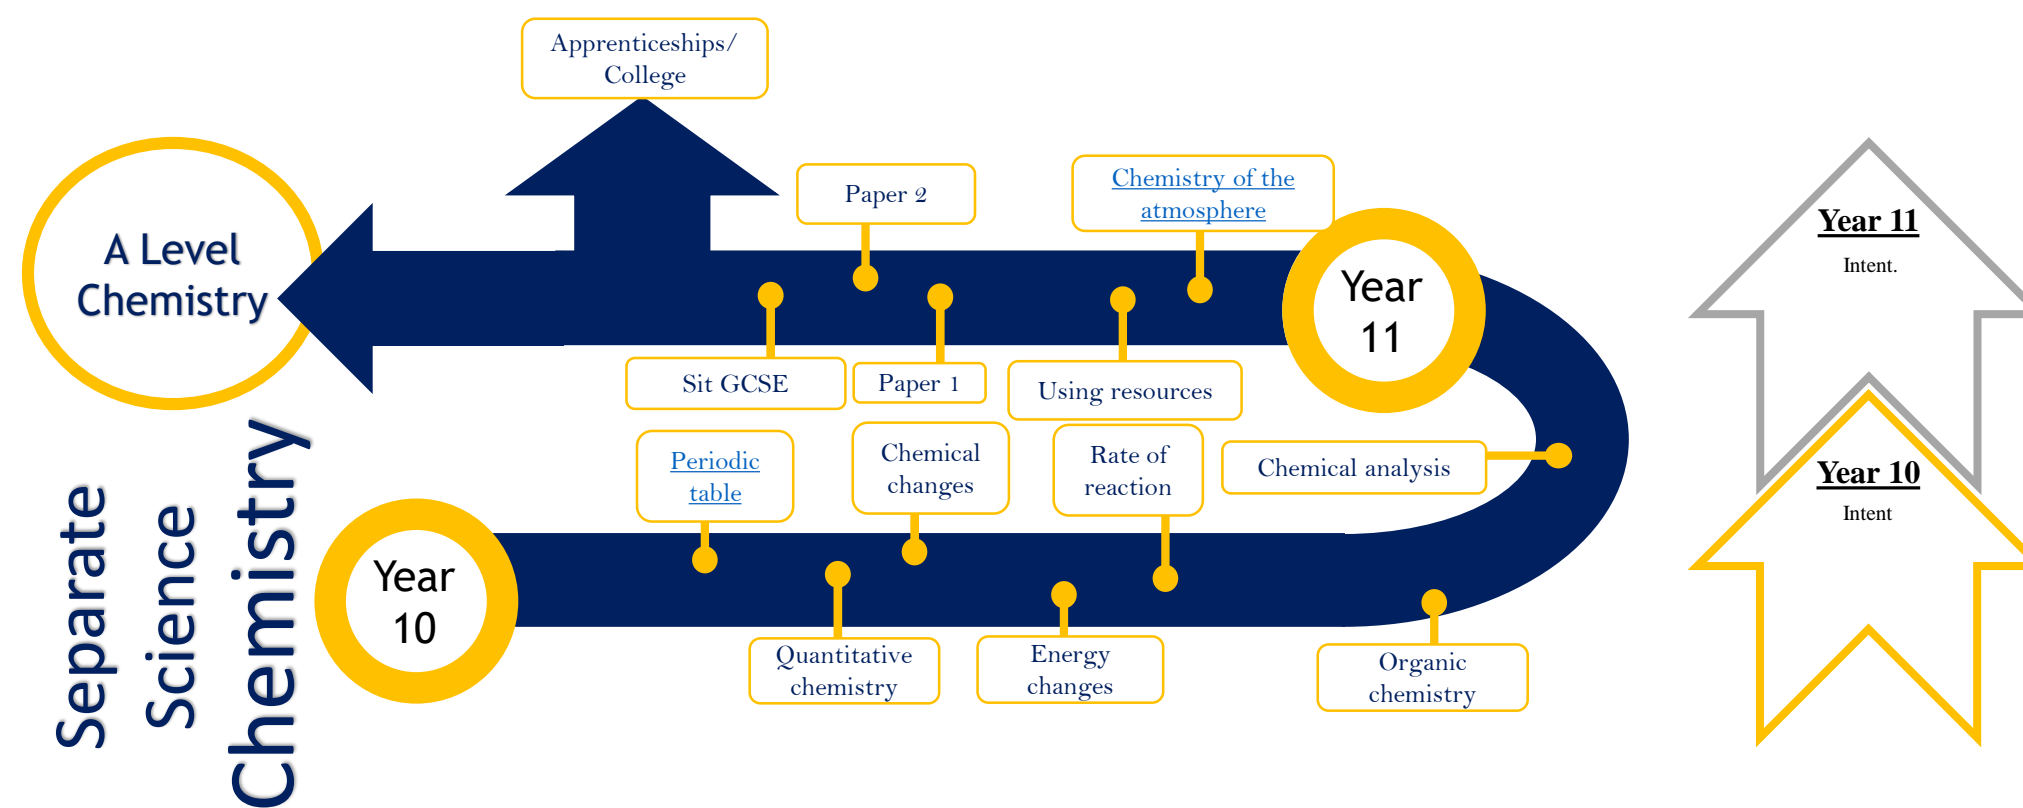 Apprenticeships/
College
Paper 2
Chemistry of the
atmosphere
A Level
Chemistry
Year
11
Sit GCSE
Paper 1
Using resources
Periodic
table
Chemical
changes
Rate of
reaction
Chemical analysis
Year
10
Quantitative
chemistry
Energy
changes
Organic
chemistry
Separate
Science
Chemistry
Year 11
Intent.
Year 10
Intent